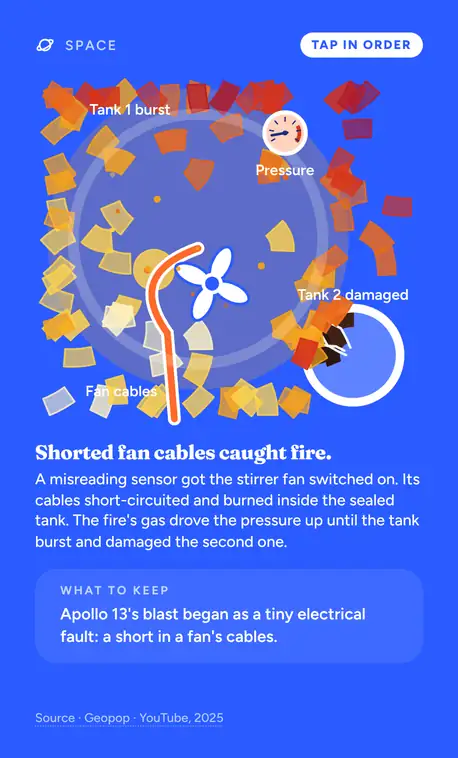 SPACE
TAP IN ORDER
Tank 1 burst
Pressure
Tank 2 damaged
Fan cables
Shorted fan cables caught fire.
A misreading sensor got the stirrer fan switched on. Its
cables short-circuited and burned inside the sealed
tank. The fire's gas drove the pressure up until the tank
burst and damaged the second one.
WHAT TO KEEP
Apollo 13's blast began as a tiny electrical
fault: a short in a fan's cables.
Source · Geopop · YouTube, 2025